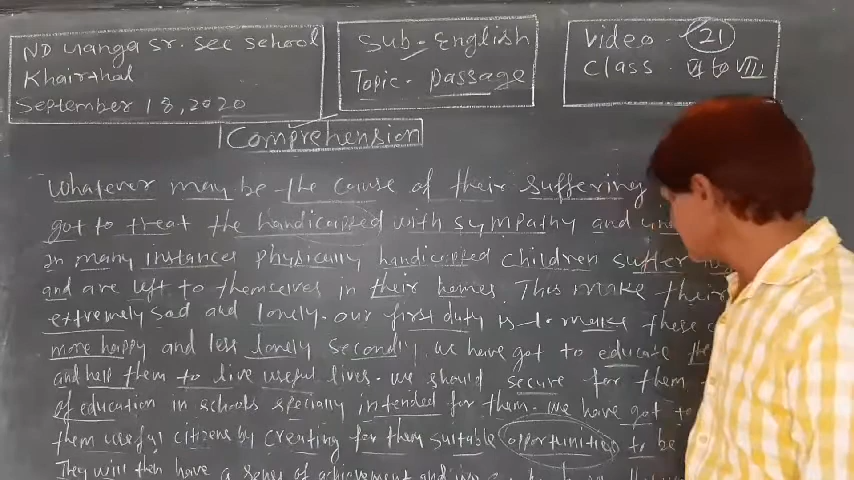 ND Yanga Sr. Sec School
Khairthal
September 18, 2020
Sub - English
Topic - Passage
Video - 21
Class - VI to VIII
Comprehension
Whatever may be the cause of their suffering
got to treat the handicapped with sympathy and
In many instances physically handicapped children suffer
and are left to themselves in their homes. This make their
extremely sad and lonely. Our first duty is to make these
more happy and less lonely secondly. We have got to educate
and help them to live useful lives. We should secure for them
of education in schools specially intended for them. We have got to
them useful citizens by creating for them suitable opportunities to be
They will then have a sense of achievement and